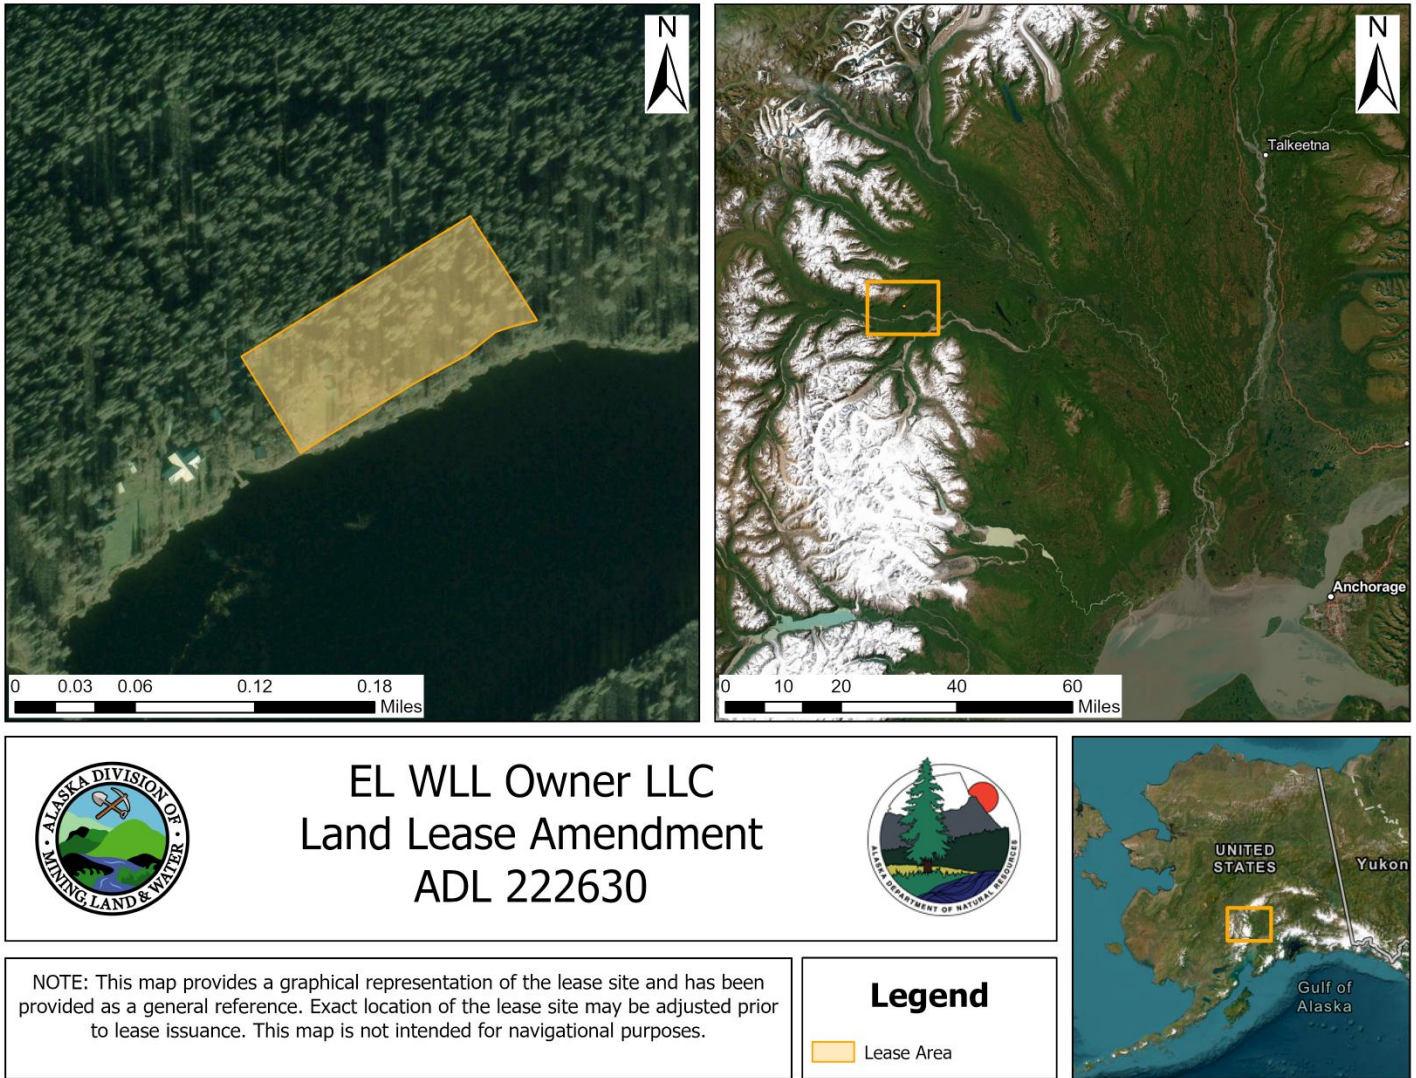 N
0 0.03 0.06 0.12 0.18
Miles
N
Talkeetna
Anchorage
0 10 20 40 60
Miles
ALASKA DIVISION OF
MINING, LAND & WATER
EL WLL Owner LLC
Land Lease Amendment
ADL 222630
ALASKA DEPARTMENT OF NATURAL RESOURCES
UNITED
STATES
Yukon
Gulf of
Alaska
NOTE: This map provides a graphical representation of the lease site and has been
provided as a general reference. Exact location of the lease site may be adjusted prior
to lease issuance. This map is not intended for navigational purposes.
Legend
Lease Area